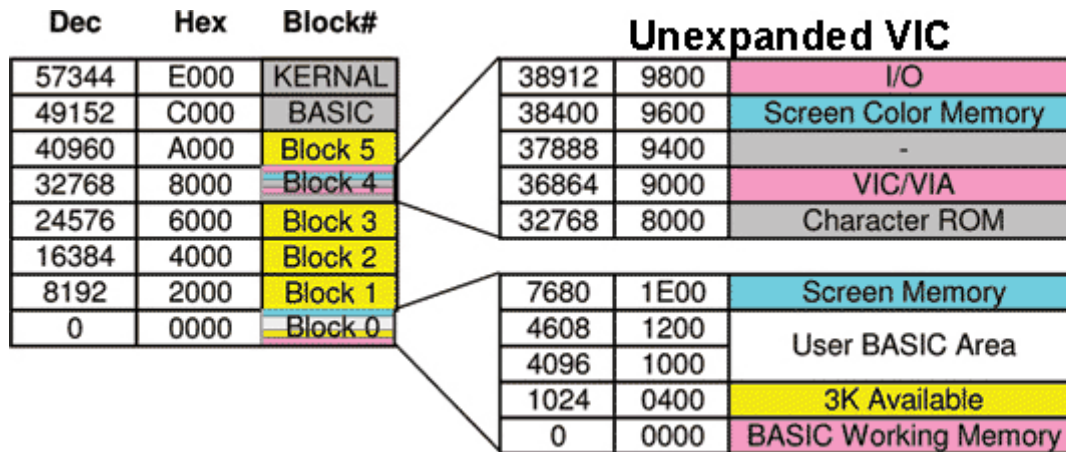 Dec Hex Block#
57344 E000 KERNAL
49152 C000 BASIC
40960 A000 Block 5
32768 8000 Block 4
24576 6000 Block 3
16384 4000 Block 2
8192 2000 Block 1
0 0000 Block 0
Unexpanded VIC
38912 9800 I/O
38400 9600 Screen Color Memory
37888 9400 -
36864 9000 VIC/VIA
32768 8000 Character ROM
7680 1E00 Screen Memory
4608 1200
User BASIC Area
4096 1000
1024 0400 3K Available
0 0000 BASIC Working Memory